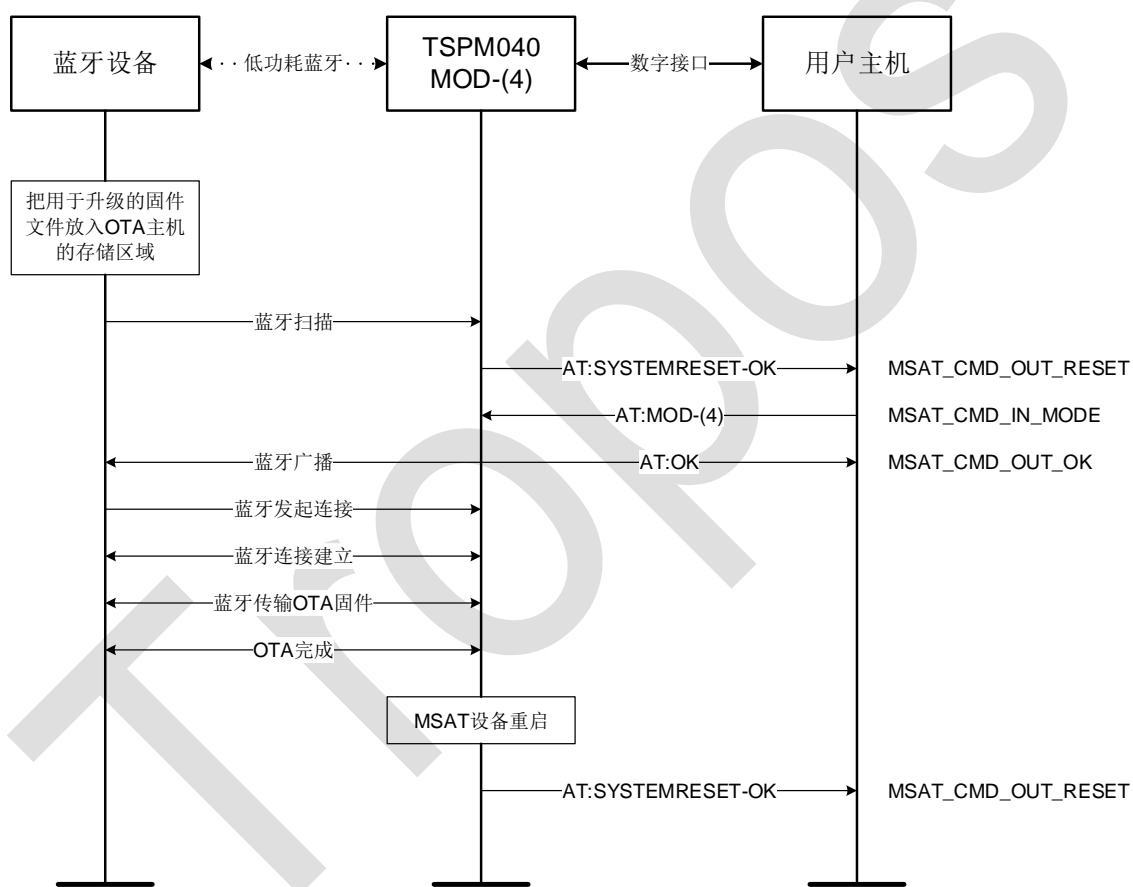 蓝牙设备
低功耗蓝牙
TSPM040
MOD-(4)
数字接口
用户主机
把用于升级的固件
文件放入OTA主机
的存储区域
蓝牙扫描
AT:SYSTEMRESET-OK
MSAT_CMD_OUT_RESET
AT:MOD-(4)
MSAT_CMD_IN_MODE
蓝牙广播
AT:OK
MSAT_CMD_OUT_OK
蓝牙发起连接
蓝牙连接建立
蓝牙传输OTA固件
OTA完成
MSAT设备重启
AT:SYSTEMRESET-OK
MSAT_CMD_OUT_RESET
Tropos